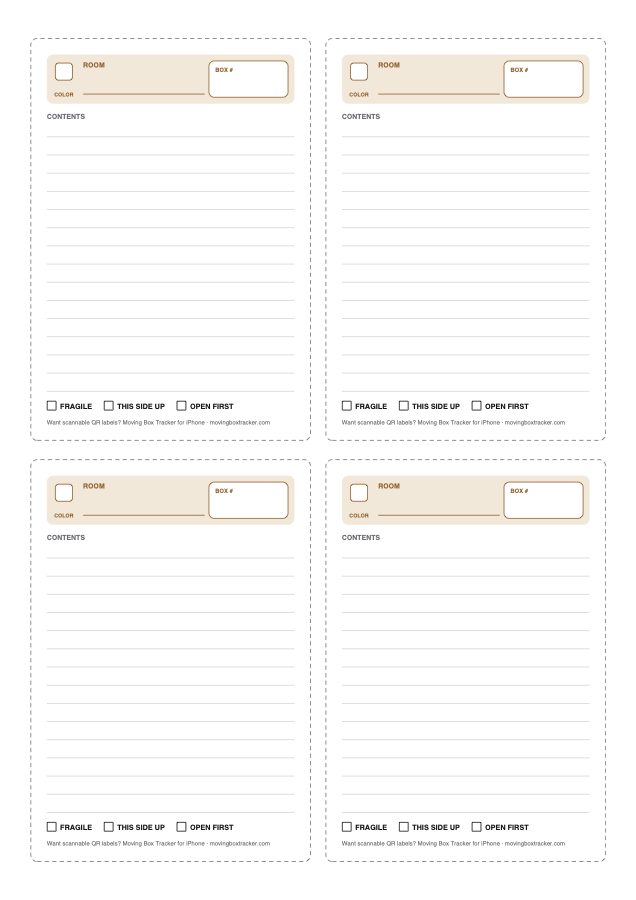 ROOM
BOX #
COLOR
CONTENTS
FRAGILE THIS SIDE UP OPEN FIRST
Want scannable QR labels? Moving Box Tracker for iPhone · movingboxtracker.com
ROOM
BOX #
COLOR
CONTENTS
FRAGILE THIS SIDE UP OPEN FIRST
Want scannable QR labels? Moving Box Tracker for iPhone · movingboxtracker.com
ROOM
BOX #
COLOR
CONTENTS
FRAGILE THIS SIDE UP OPEN FIRST
Want scannable QR labels? Moving Box Tracker for iPhone · movingboxtracker.com
ROOM
BOX #
COLOR
CONTENTS
FRAGILE THIS SIDE UP OPEN FIRST
Want scannable QR labels? Moving Box Tracker for iPhone · movingboxtracker.com